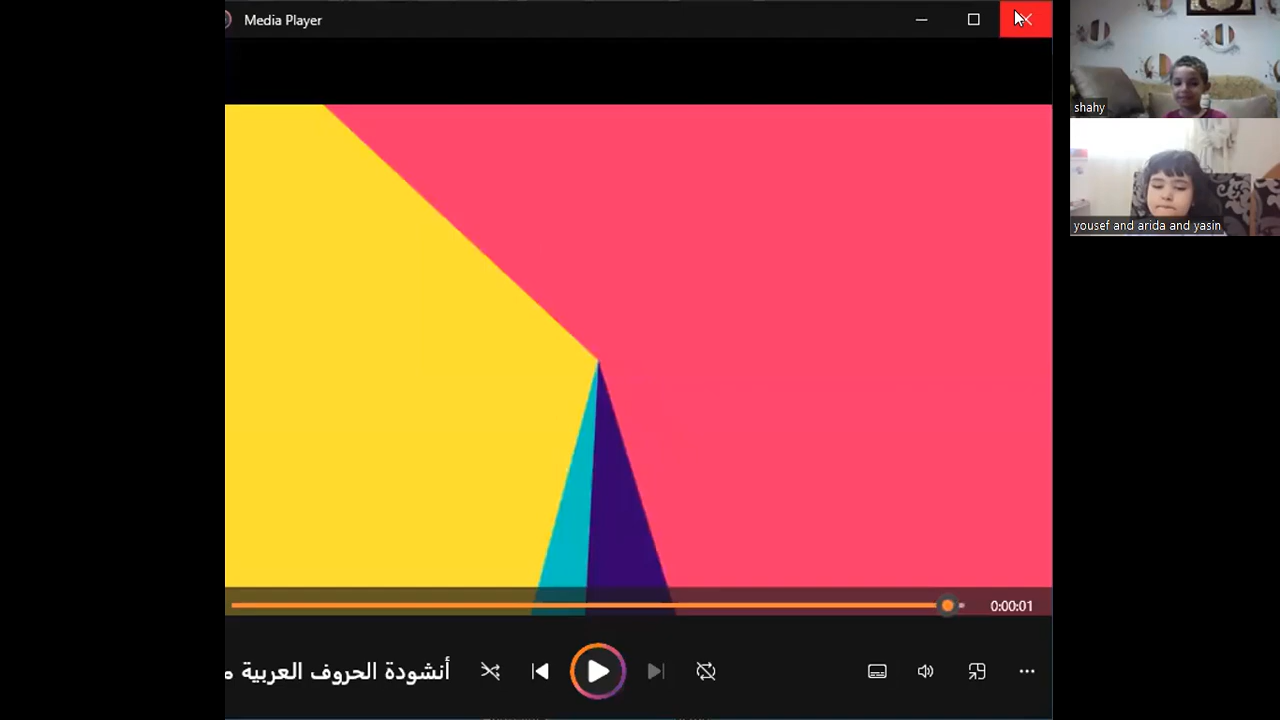 Media Player
shahy
yousef and arida and yasin
0:00:01
أنشودة الحروف العربية